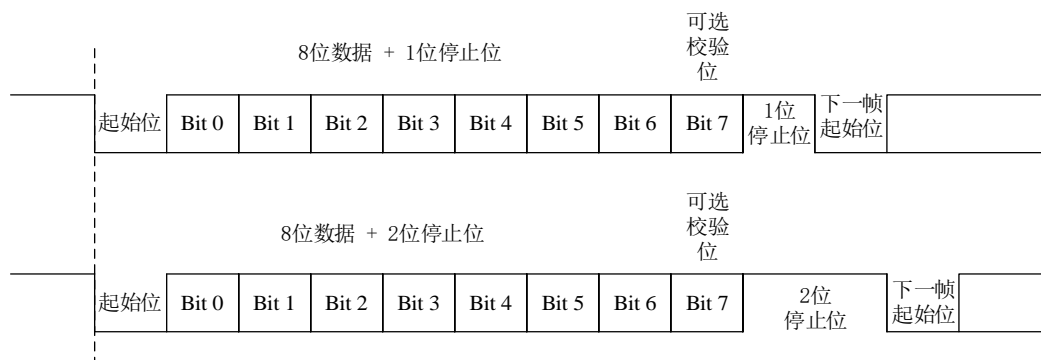 可选
校验
位
8位数据 + 1位停止位
起始位 Bit 0 Bit 1 Bit 2 Bit 3 Bit 4 Bit 5 Bit 6 Bit 7 1位
停止位 下一帧
起始位
可选
校验
位
8位数据 + 2位停止位
起始位 Bit 0 Bit 1 Bit 2 Bit 3 Bit 4 Bit 5 Bit 6 Bit 7 2位
停止位 下一帧
起始位